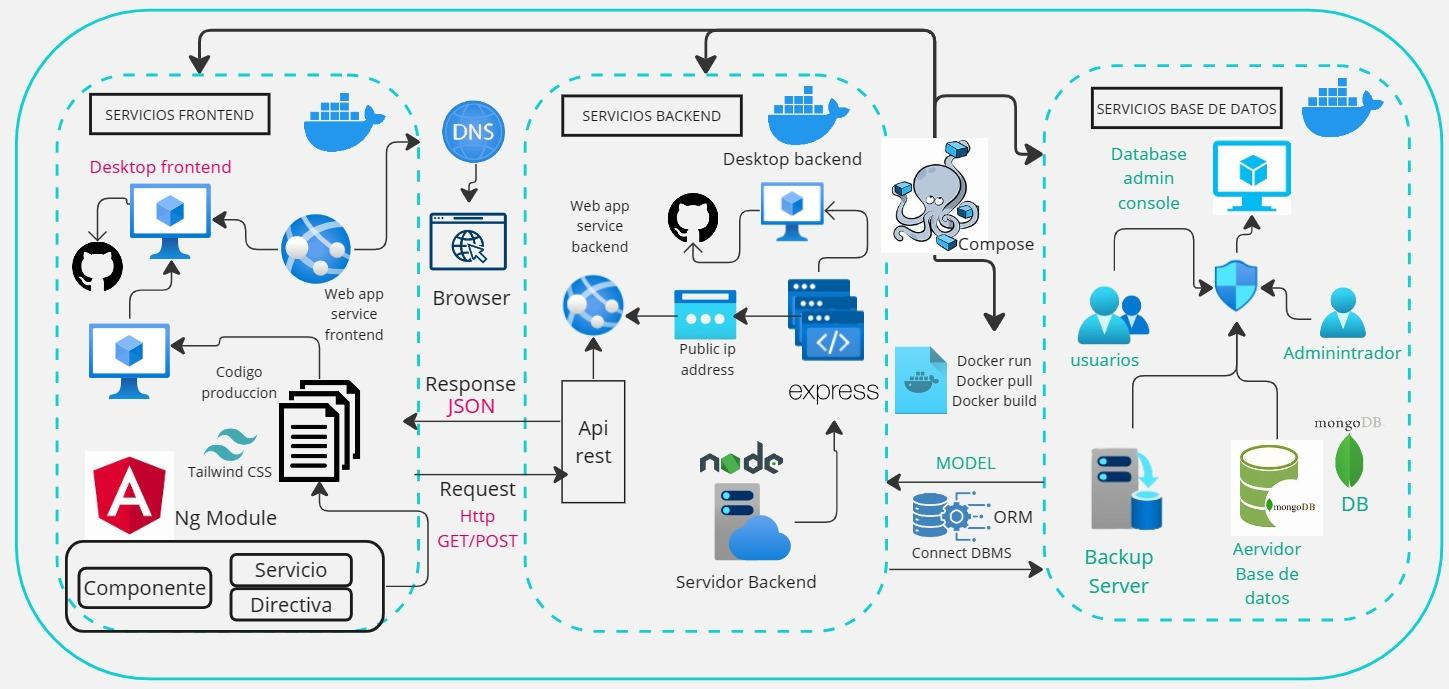 SERVICIOS FRONTEND
Desktop frontend
Web app
service
frontend
Codigo
produccion
Tailwind CSS
Ng Module
Componente
Servicio
Directiva
DNS
Browser
Response
JSON
Request
Http
GET/POST
SERVICIOS BACKEND
Desktop backend
Web app
service
backend
Public ip
address
express
Api
rest
node
Servidor Backend
Compose
Docker run
Docker pull
Docker build
MODEL
ORM
Connect DBMS
SERVICIOS BASE DE DATOS
Database
admin
console
usuarios
Adminintrador
mongoDB.
mongoDB
DB
Backup
Server
Aervidor
Base de
datos